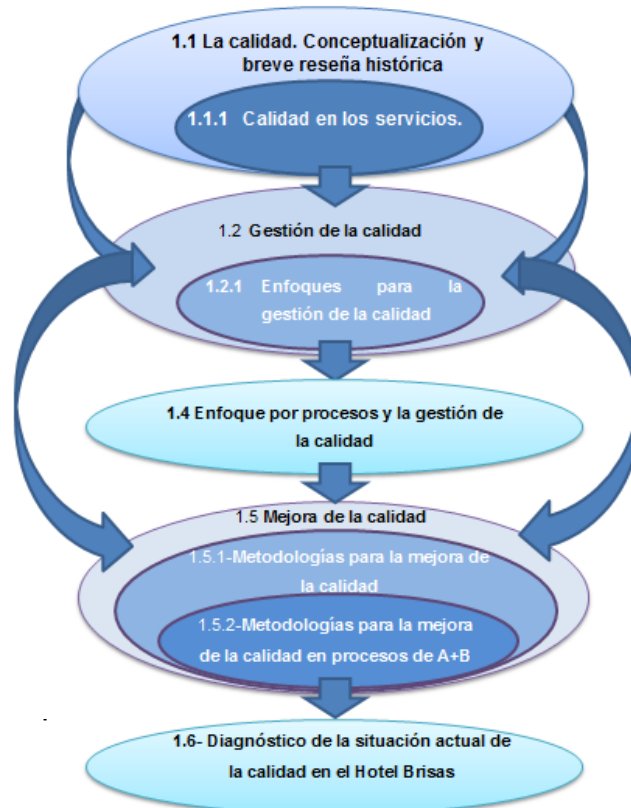 1.1 La calidad. Conceptualización y
breve reseña histórica
1.1.1 Calidad en los servicios.
1.2 Gestión de la calidad
1.2.1 Enfoques para la
gestión de la calidad
1.4 Enfoque por procesos y la gestión de
la calidad
1.5 Mejora de la calidad
1.5.1-Metodologías para la mejora de
la calidad
1.5.2-Metodologías para la mejora
de la calidad en procesos de A+B
1.6- Diagnóstico de la situación actual de
la calidad en el Hotel Brisas